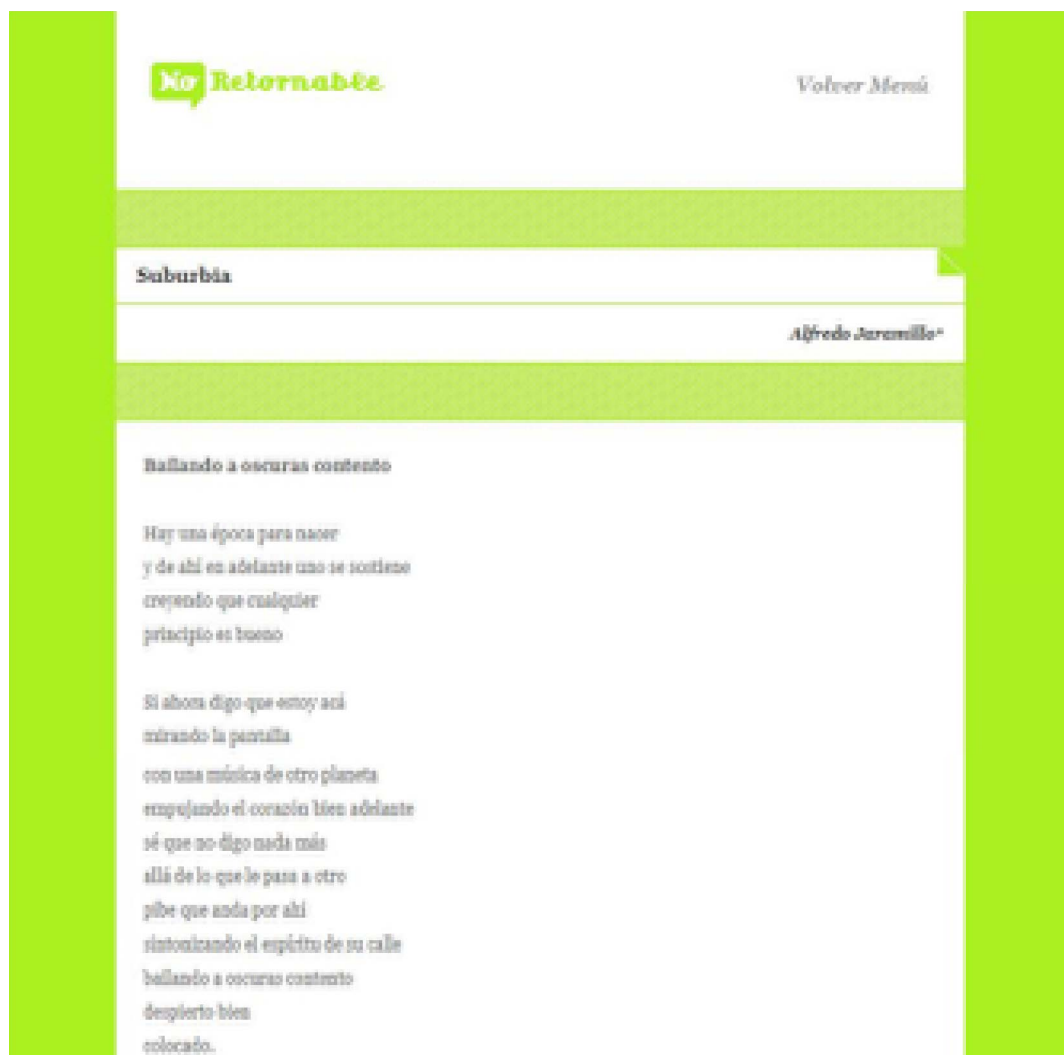 No Retornable
Volver Menú
Suburbia
Alfredo Jaramillo*
Bailando a oscuras contento
Hay una época para nacer
y de ahí en adelante uno se sostiene
creyendo que cualquier
principio es bueno
Si ahora digo que estoy acá
mirando la pantalla
con una música de otro planeta
empujando el corazón bien adelante
sé que no digo nada más
allá de lo que le pasa a otro
pibe que anda por ahí
sintonizando el espíritu de su calle
bailando a oscuras contento
despierto bien
colocado.